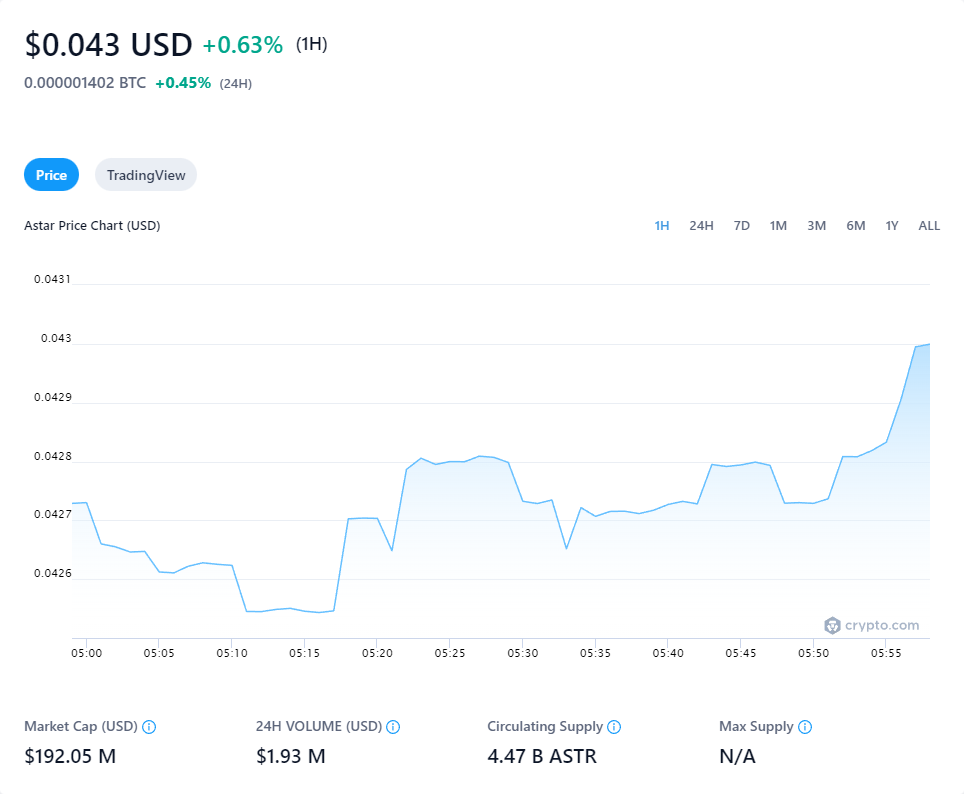 $0.043 USD +0.63% (1H)
0.000001402 BTC +0.45% (24H)
Price TradingView
Astar Price Chart (USD) 1H 24H 7D 1M 3M 6M 1Y ALL
0.0431
0.043
0.0429
0.0428
0.0427
0.0426
crypto.com
05:00 05:05 05:10 05:15 05:20 05:25 05:30 05:35 05:40 05:45 05:50 05:55
Market Cap (USD) 24H VOLUME (USD) Circulating Supply Max Supply
$192.05 M $1.93 M 4.47 B ASTR N/A